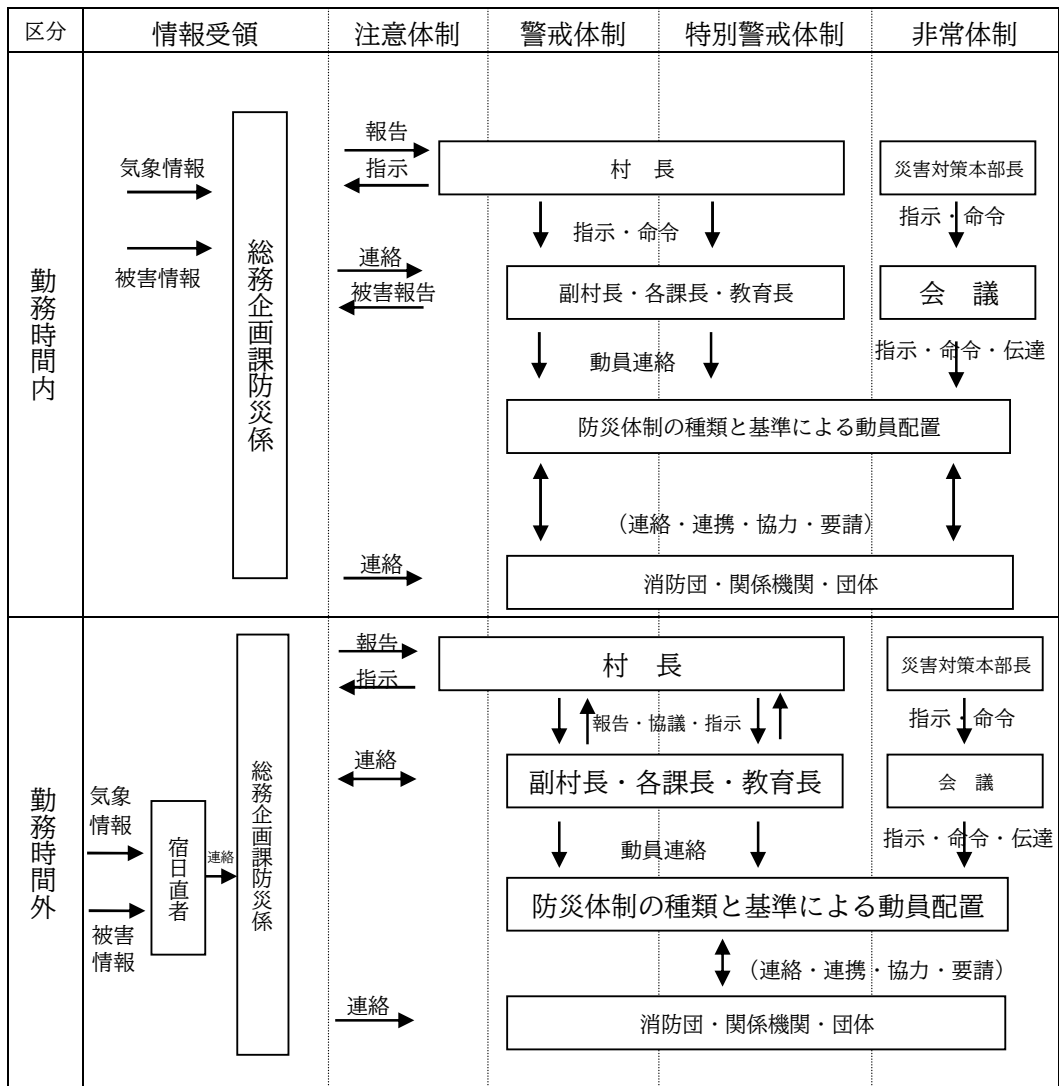 区分
情報受領
注意体制
警戒体制
特別警戒体制
非常体制
勤務時間内
気象情報
被害情報
総務企画課防災係
報告
指示
村　長
災害対策本部長
指示・命令
指示・命令
連絡
被害報告
副村長・各課長・教育長
会　議
動員連絡
指示・命令・伝達
防災体制の種類と基準による動員配置
（連絡・連携・協力・要請）
連絡
消防団・関係機関・団体
勤務時間外
気象
情報
被害
情報
宿日直者
連絡
総務企画課防災係
報告
指示
村　長
災害対策本部長
報告・協議・指示
指示・命令
連絡
副村長・各課長・教育長
会　議
動員連絡
指示・命令・伝達
防災体制の種類と基準による動員配置
（連絡・連携・協力・要請）
連絡
消防団・関係機関・団体